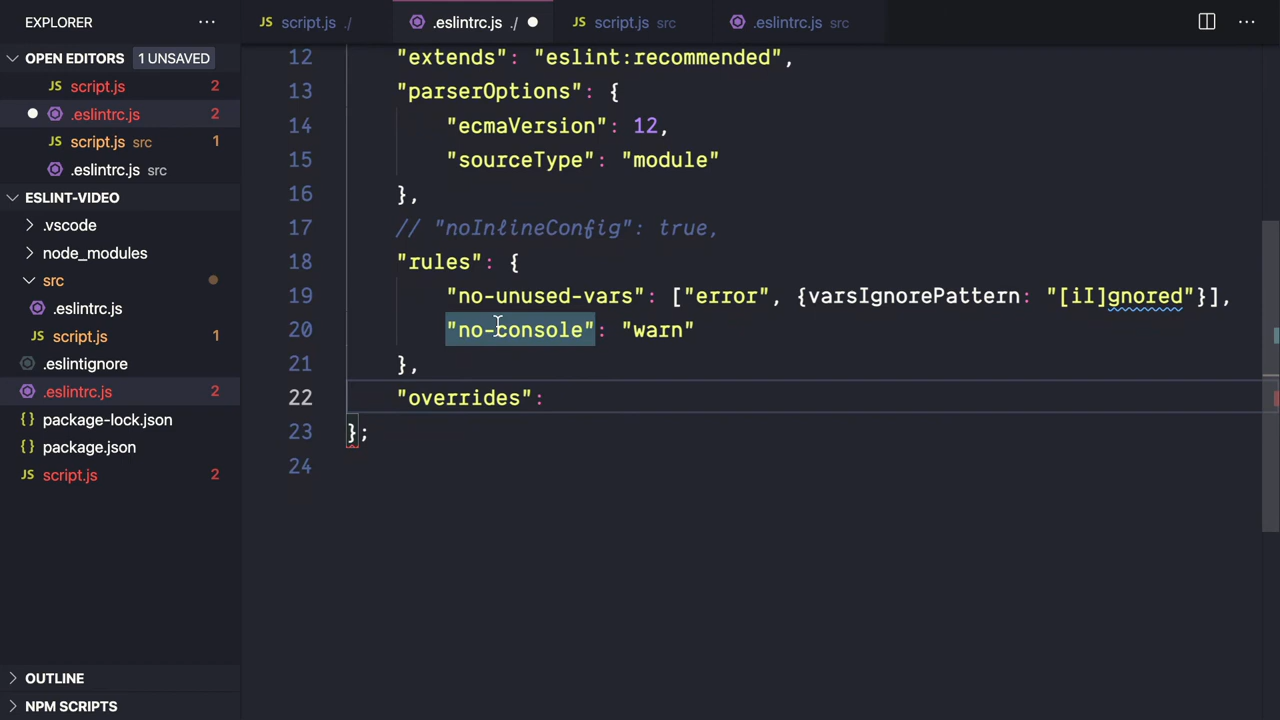 EXPLORER ...
script.js ./ .eslintrc.js ./ script.js src .eslintrc.js src ...
OPEN EDITORS 1 UNSAVED
JS script.js 2
.eslintrc.js 2
JS script.js src 1
.eslintrc.js src
ESLINT-VIDEO
.vscode
node_modules
src
.eslintrc.js
JS script.js 1
.eslintignore
.eslintrc.js 2
{} package-lock.json
{} package.json
JS script.js 2
OUTLINE
NPM SCRIPTS
12 "extends": "eslint:recommended",
13 "parserOptions": {
14 "ecmaVersion": 12,
15 "sourceType": "module"
16 },
17 // "noInlineConfig": true,
18 "rules": {
19 "no-unused-vars": ["error", {varsIgnorePattern: "[iI]gnored"}],
20 "no-console": "warn"
21 },
22 "overrides":
23 };
24